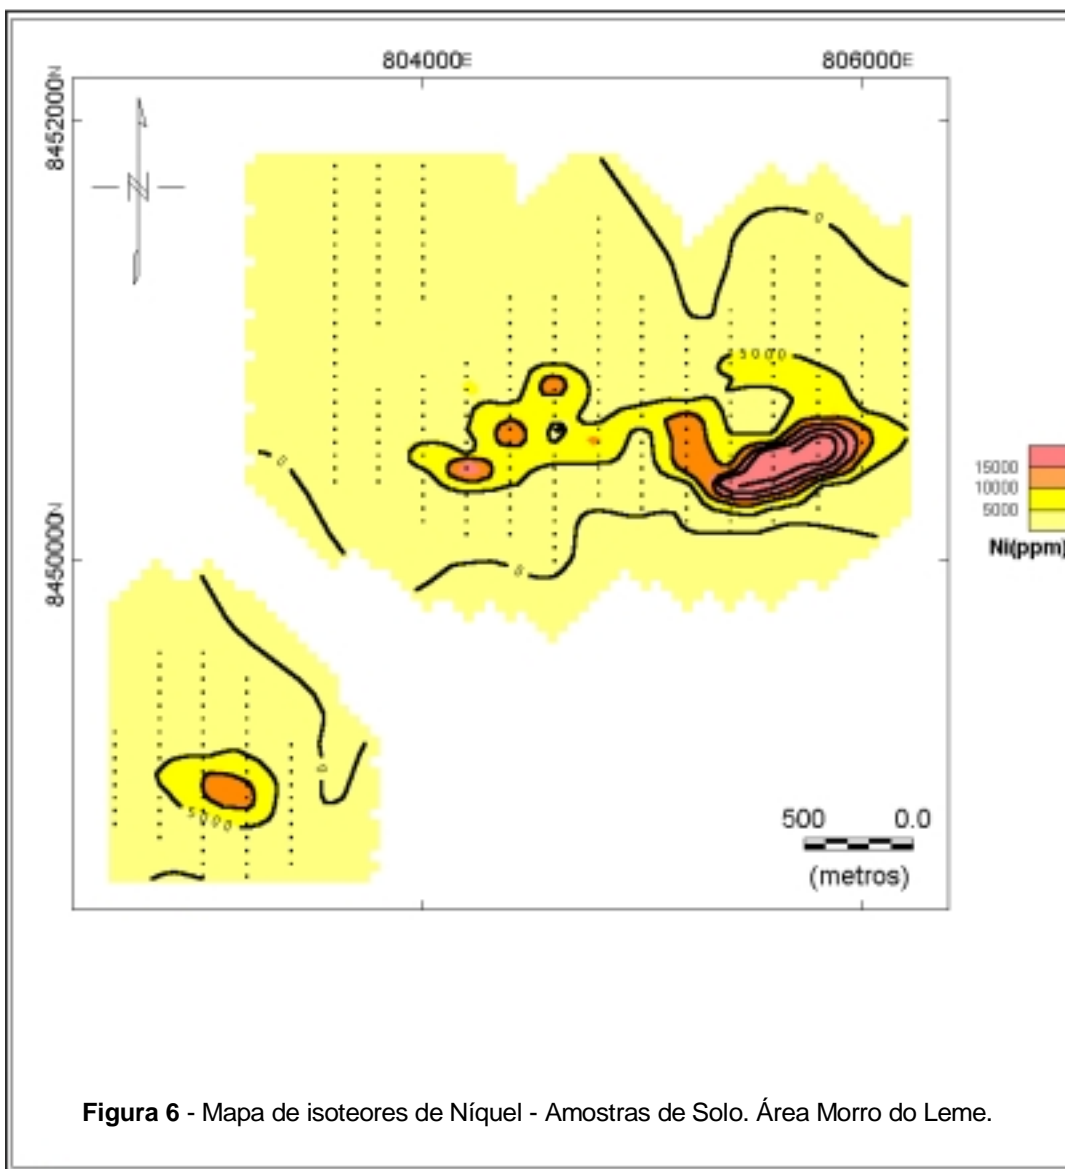 804000E 806000E
8452000N
N
0
5000
0
8450000N
0
0
5000
15000
10000
5000
Ni(ppm)
500 0.0
(metros)
Figura 6 - Mapa de isoteores de Níquel - Amostras de Solo. Área Morro do Leme.